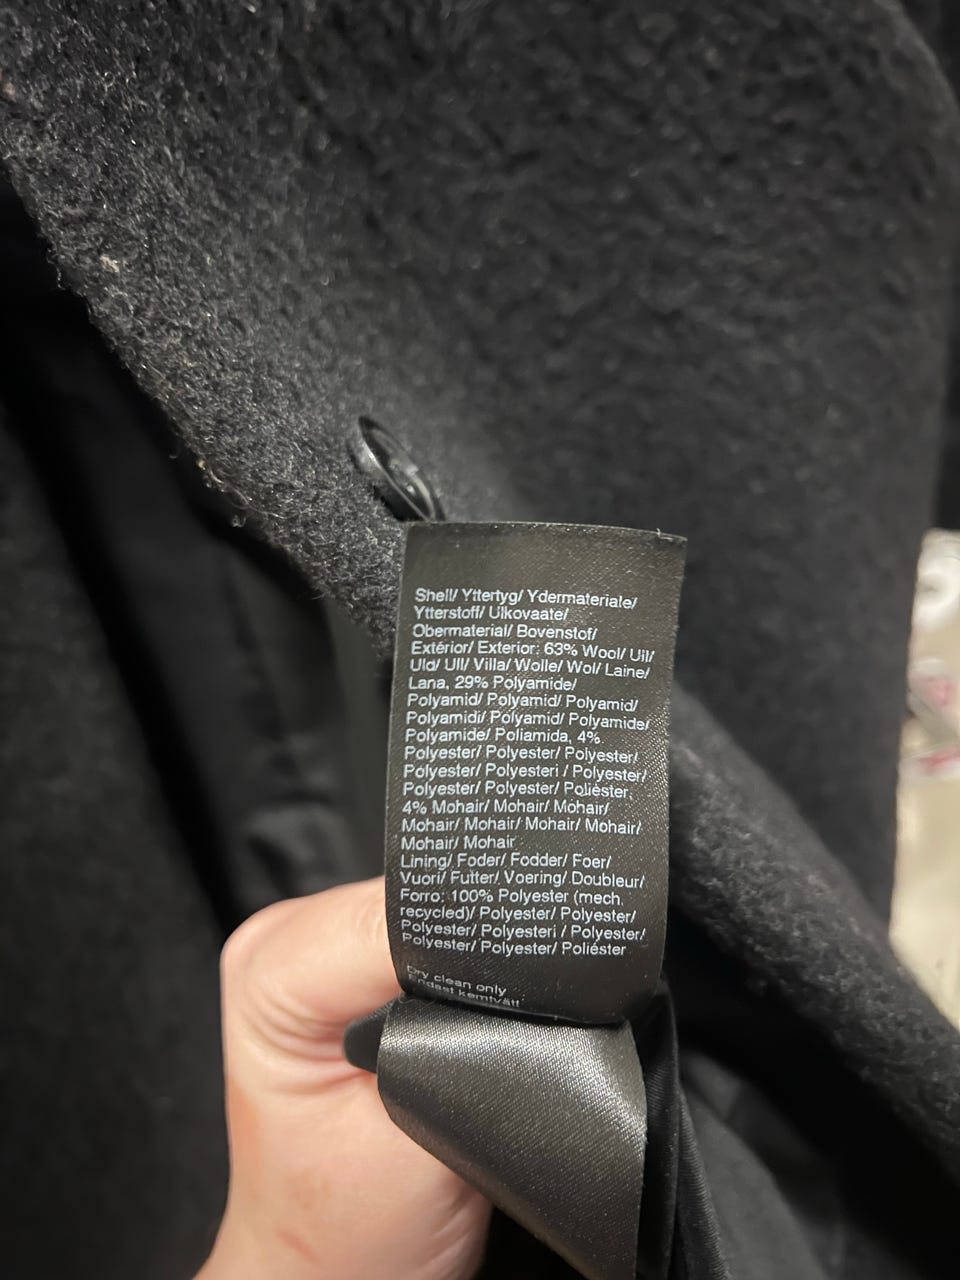 Shell/ Yttertyg/ Ydermateriale/
Ytterstoff/ Ulkovaate/
Obermaterial/ Bovenstof/
Extérior/ Exterior: 63% Wool/ Ull/
Uld/ Ull/ Villa/ Wolle/ Wol/ Laine/
Lana, 29% Polyamide/
Polyamid/ Polyamid/ Polyamid/
Polyamidi/ Polyamid/ Polyamide/
Polyamide/ Poliamida, 4%
Polyester/ Polyester/ Polyester/
Polyester/ Polyesteri / Polyester/
Polyester/ Polyester/ Poliéster,
4% Mohair/ Mohair/ Mohair/
Mohair/ Mohair/ Mohair/ Mohair/
Mohair/ Mohair
Lining/ Foder/ Fodder/ Foer/
Vuori/ Futter/ Voering/ Doubleur/
Forro: 100% Polyester (mech.
recycled)/ Polyester/ Polyester/
Polyester/ Polyesteri / Polyester/
Polyester/ Polyester/ Poliéster
Dry clean only
Endast kemtvätt